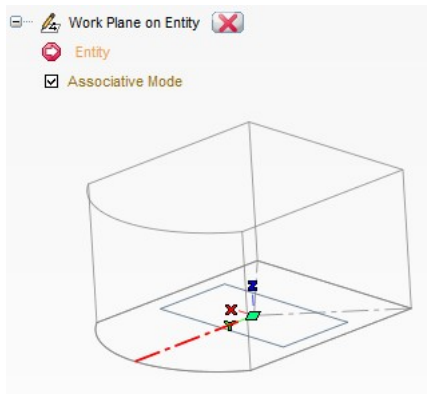 Work Plane on Entity
Entity
Associative Mode
Z
X
Y